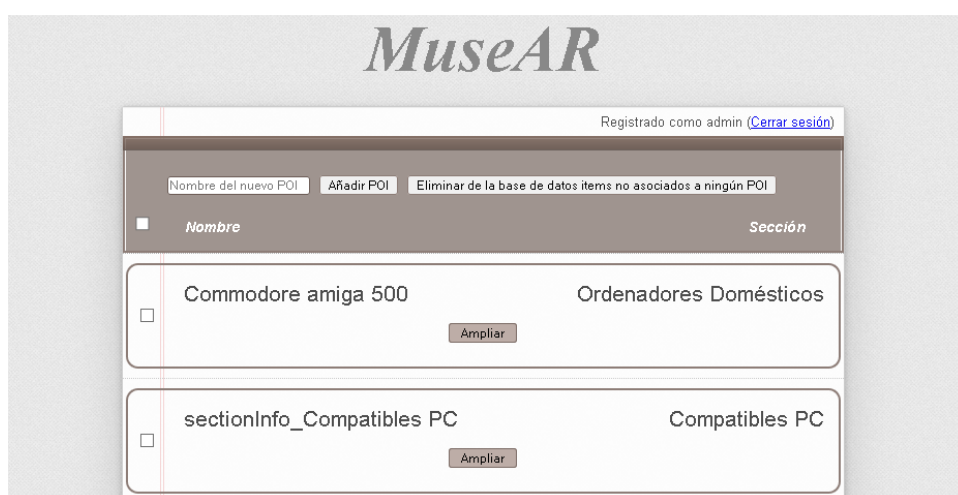 MuseAR
Registrado como admin (Cerrar sesión)
Nombre del nuevo POI Añadir POI Eliminar de la base de datos items no asociados a ningún POI
Nombre Sección
Commodore amiga 500 Ordenadores Domésticos
Ampliar
sectionInfo_Compatibles PC Compatibles PC
Ampliar